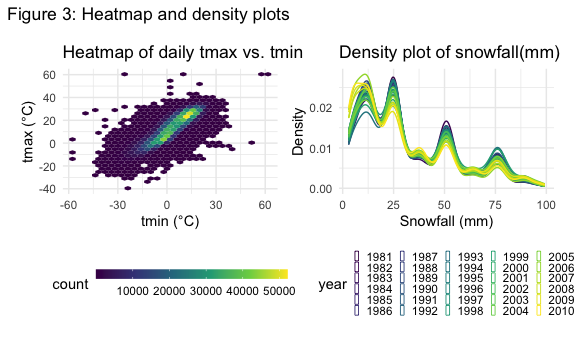 Figure 3: Heatmap and density plots
Heatmap of daily tmax vs. tmin
60
40
20
0
-20
-40
tmax (°C)
-60 -30 0 30 60
tmin (°C)
count
10000 20000 30000 40000 50000
Density plot of snowfall(mm)
0.02
0.01
0.00
Density
0 25 50 75 100
Snowfall (mm)
year
1981 1987 1993 1999 2005
1982 1988 1994 2000 2006
1983 1989 1995 2001 2007
1984 1990 1996 2002 2008
1985 1991 1997 2003 2009
1986 1992 1998 2004 2010